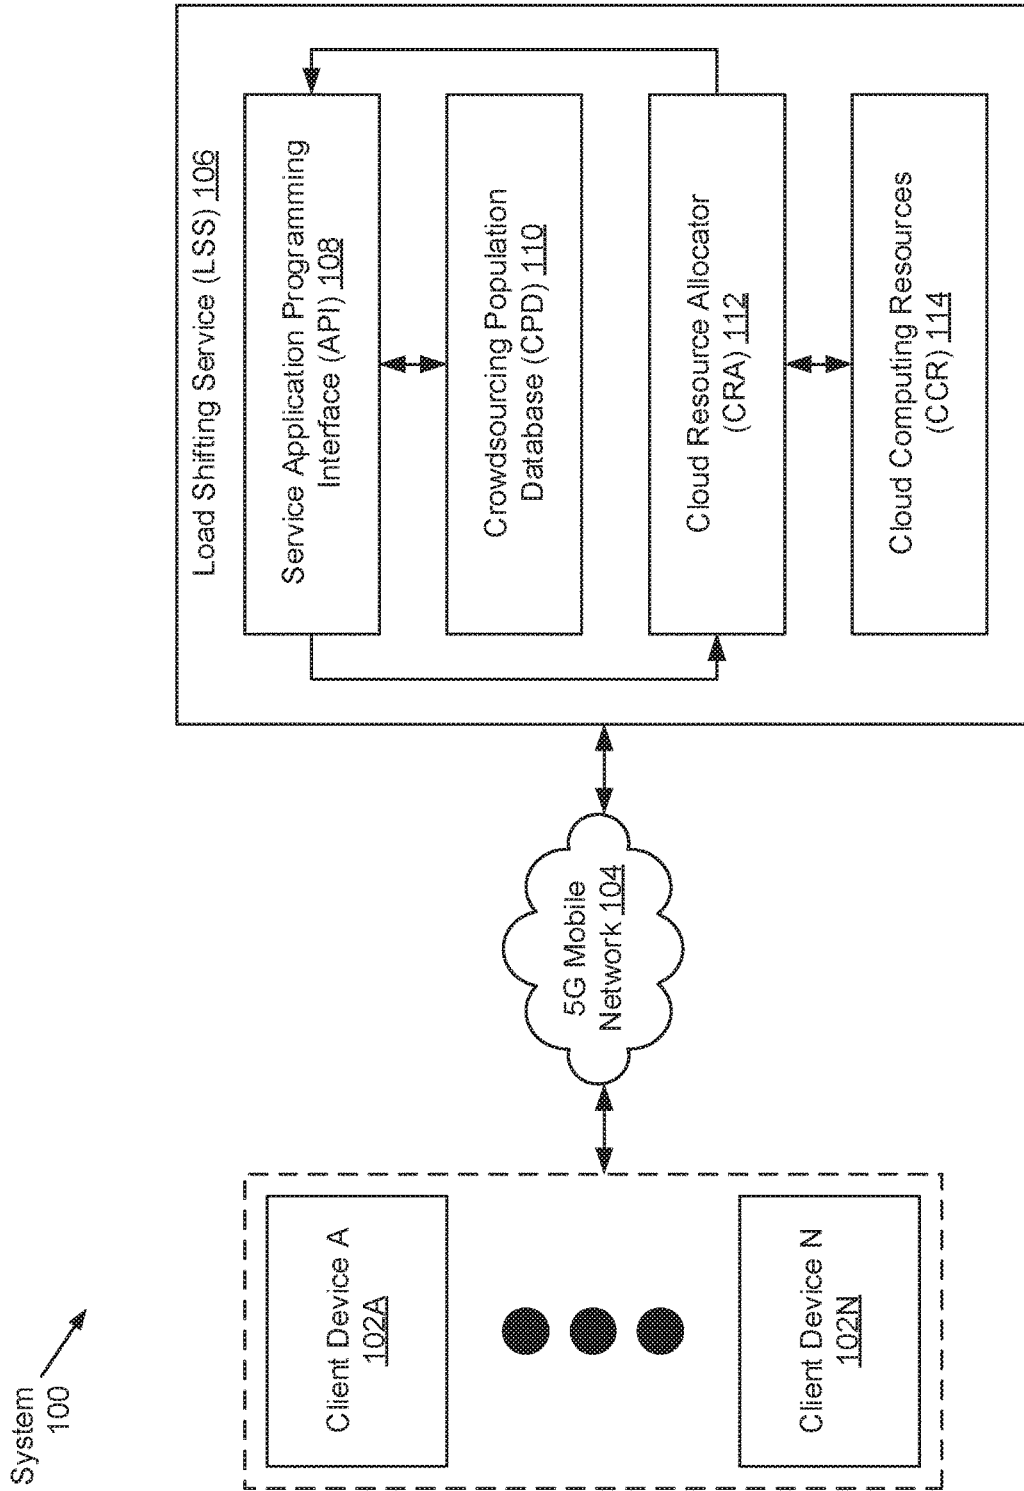 System
100
Client Device A
102A
Client Device N
102N
5G Mobile
Network 104
Load Shifting Service (LSS) 106
Service Application Programming
Interface (API) 108
Crowdsourcing Population
Database (CPD) 110
Cloud Resource Allocator
(CRA) 112
Cloud Computing Resources
(CCR) 114